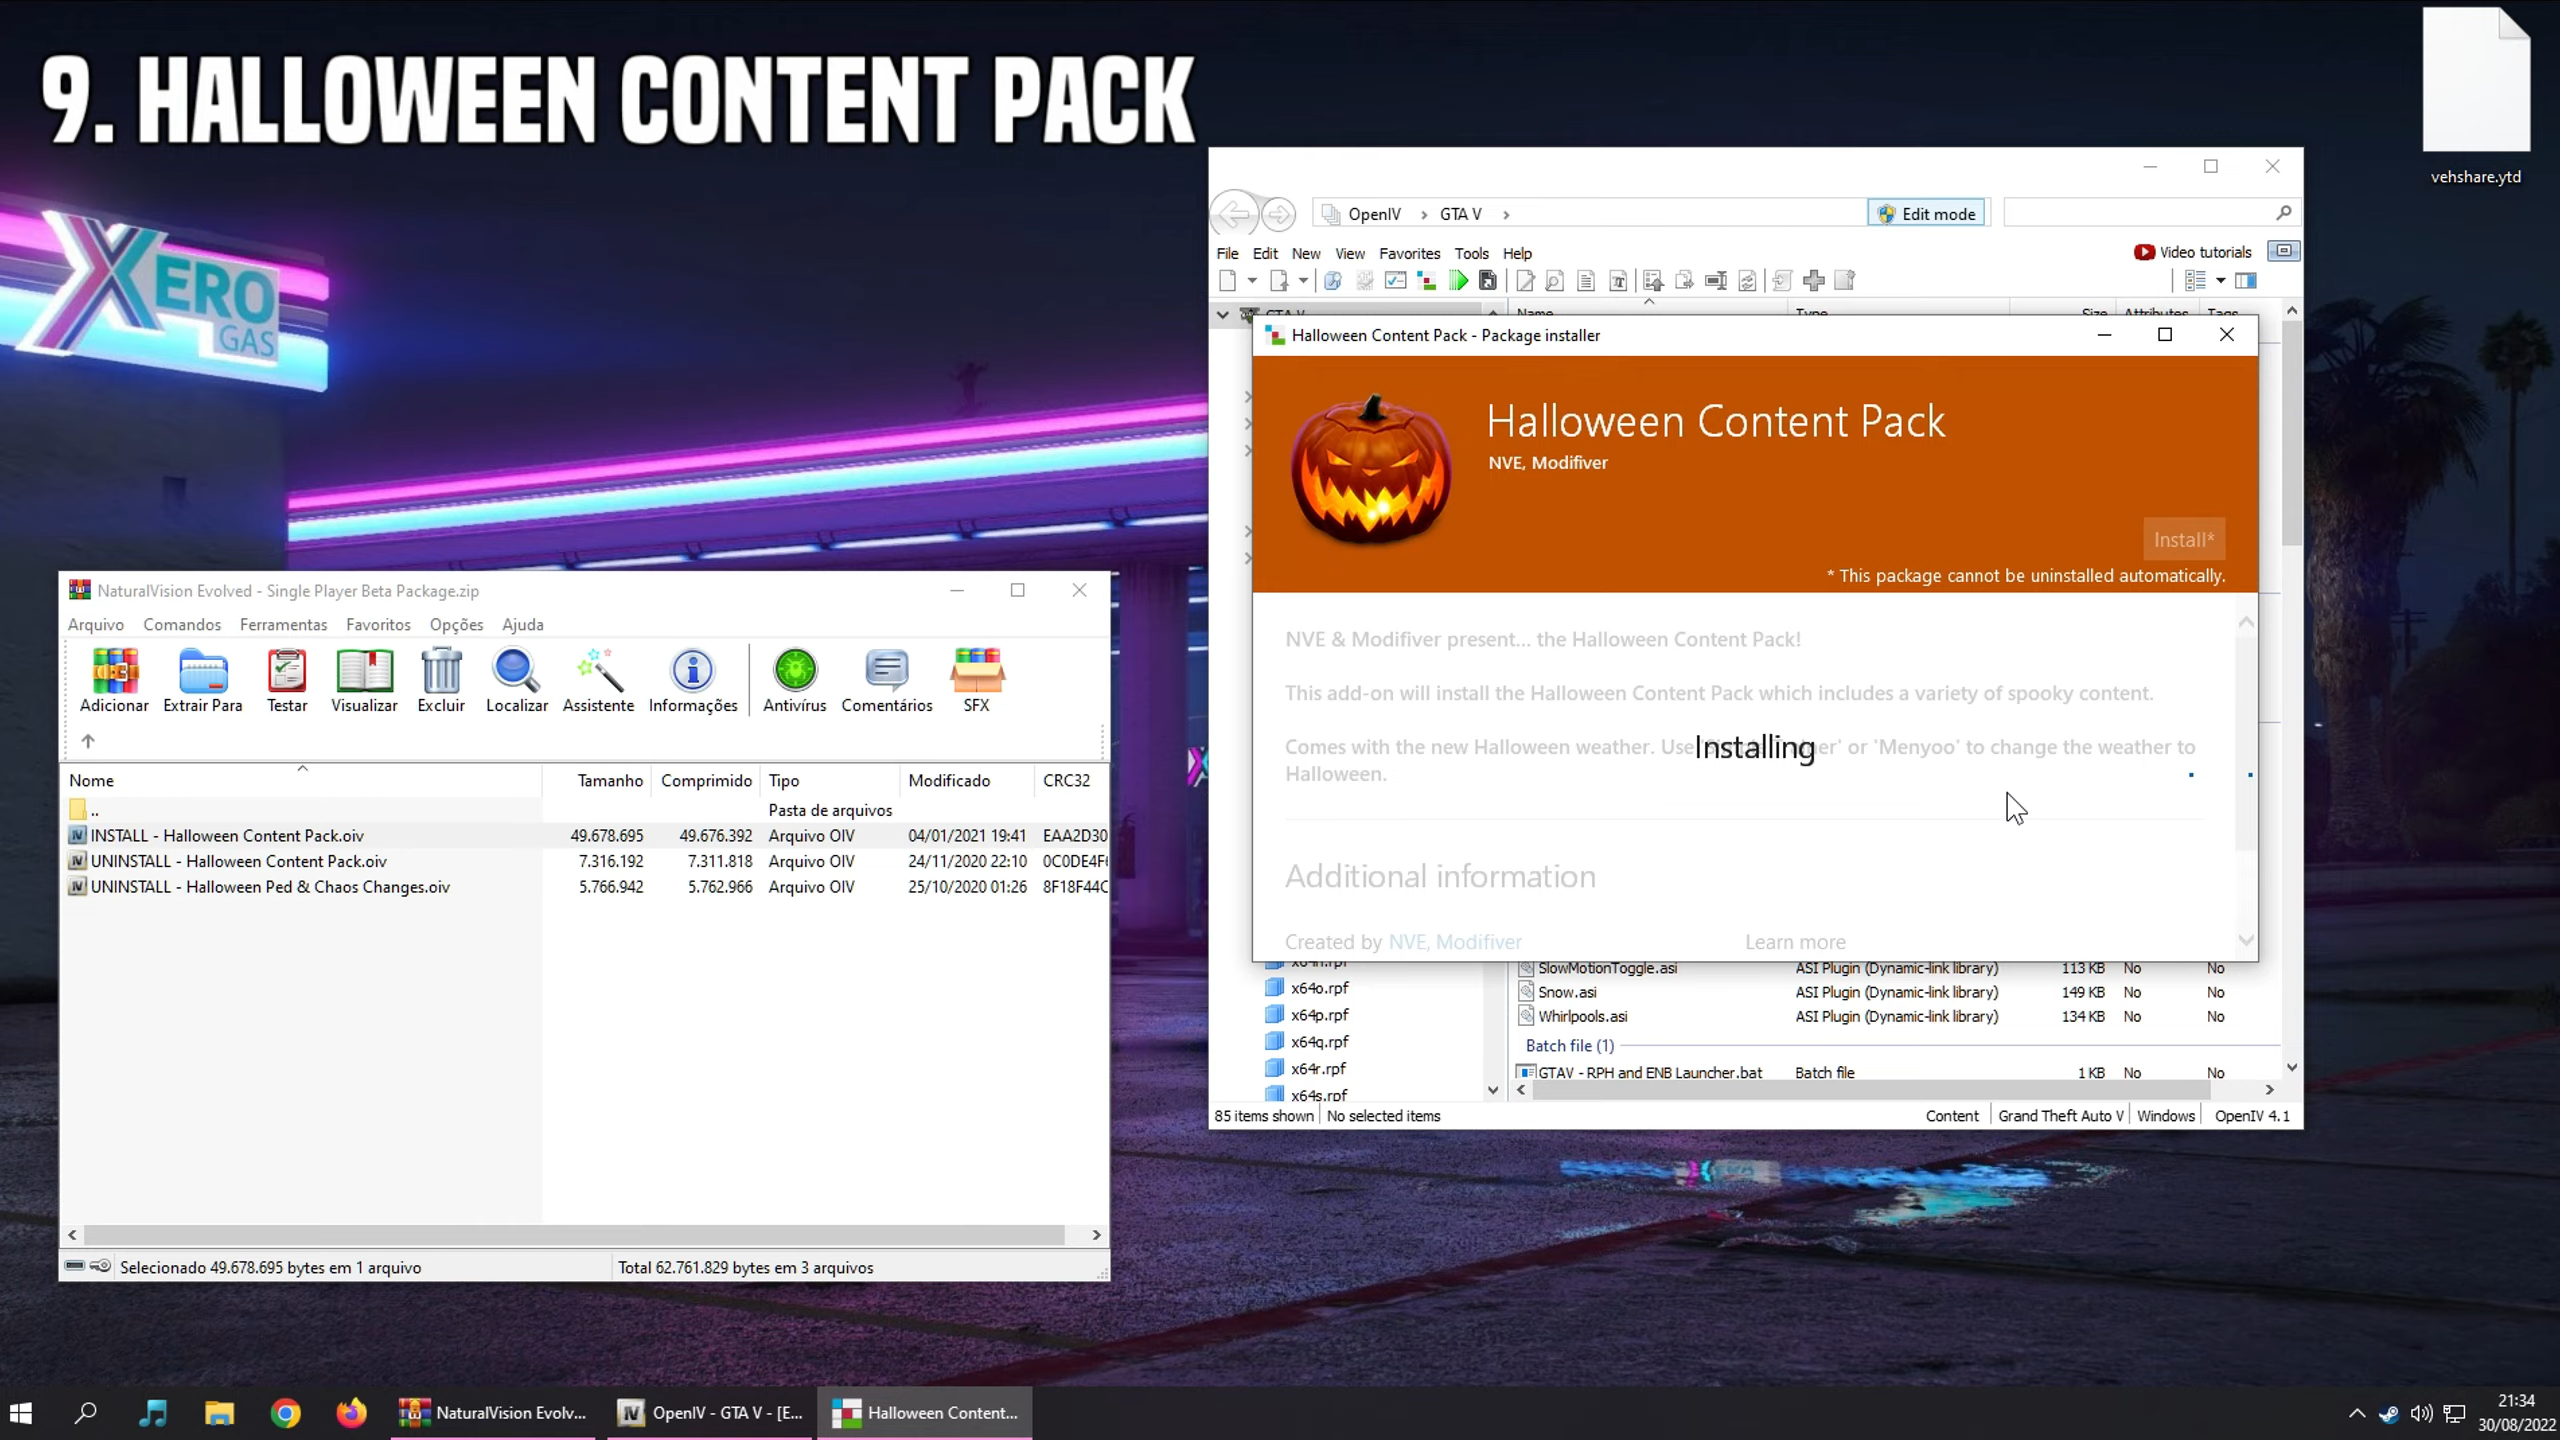 9. HALLOWEEN CONTENT PACK
vehshare.ytd
XERO
GAS
OpenIV
GTA V
Edit mode
File Edit New View Favorites Tools Help
Video tutorials
GTA V
Name Type Size Attributes Tags
Halloween Content Pack - Package installer
Halloween Content Pack
NVE, Modifiver
Install*
* This package cannot be uninstalled automatically.
NVE & Modifiver present... the Halloween Content Pack!
This add-on will install the Halloween Content Pack which includes a variety of spooky content.
Comes with the new Halloween weather. Use or 'Menyoo' to change the weather to
Installing
Halloween.
Additional information
Created by NVE, Modifiver
Learn more
x64o.rpf
x64p.rpf
x64q.rpf
x64r.rpf
x64s.rpf
SlowMotionToggle.asi ASI Plugin (Dynamic-link library) 113 KB No No
Snow.asi ASI Plugin (Dynamic-link library) 149 KB No No
Whirlpools.asi ASI Plugin (Dynamic-link library) 134 KB No No
Batch file (1)
GTAV - RPH and ENB Launcher.bat Batch file 1 KB No No
85 items shown No selected items
Content Grand Theft Auto V Windows OpenIV 4.1
NaturalVision Evolved - Single Player Beta Package.zip
Arquivo Comandos Ferramentas Favoritos Opções Ajuda
Adicionar Extrair Para Testar Visualizar Excluir Localizar Assistente Informações Antivírus Comentários SFX
Nome Tamanho Comprimido Tipo Modificado CRC32
.. Pasta de arquivos
INSTALL - Halloween Content Pack.oiv 49.678.695 49.676.392 Arquivo OIV 04/01/2021 19:41 EAA2D30
UNINSTALL - Halloween Content Pack.oiv 7.316.192 7.311.818 Arquivo OIV 24/11/2020 22:10
UNINSTALL - Halloween Ped & Chaos Changes.oiv 5.766.942 5.762.966 Arquivo OIV 25/10/2020 01:26
Selecionado 49.678.695 bytes em 1 arquivo
Total 62.761.829 bytes em 3 arquivos
NaturalVision Evolv...
OpenIV - GTA V - [E...
Halloween Content...
21:34
30/08/2022